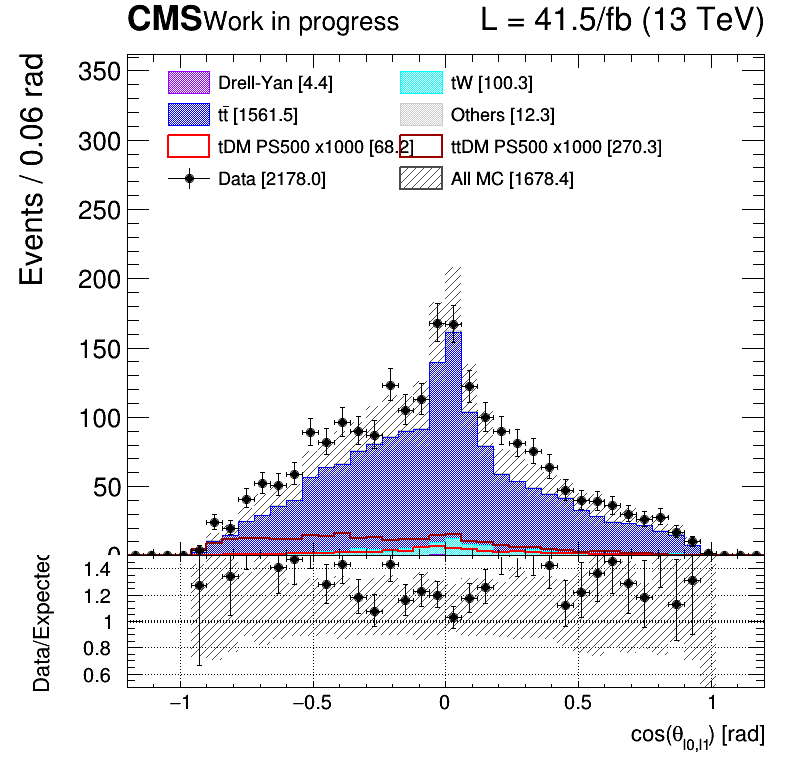 CMS Work in progress L = 41.5/fb (13 TeV)
Events / 0.06 rad
350
300
250
200
150
100
50
0
Drell-Yan [4.4] tW [100.3]
tt̄ [1561.5] Others [12.3]
tDM PS500 x1000 [68.2] ttDM PS500 x1000 [270.3]
Data [2178.0] All MC [1678.4]
Data/Expected
1.4
1.2
1
0.8
0.6
−1 −0.5 0 0.5 1
cos(θl0,l1) [rad]